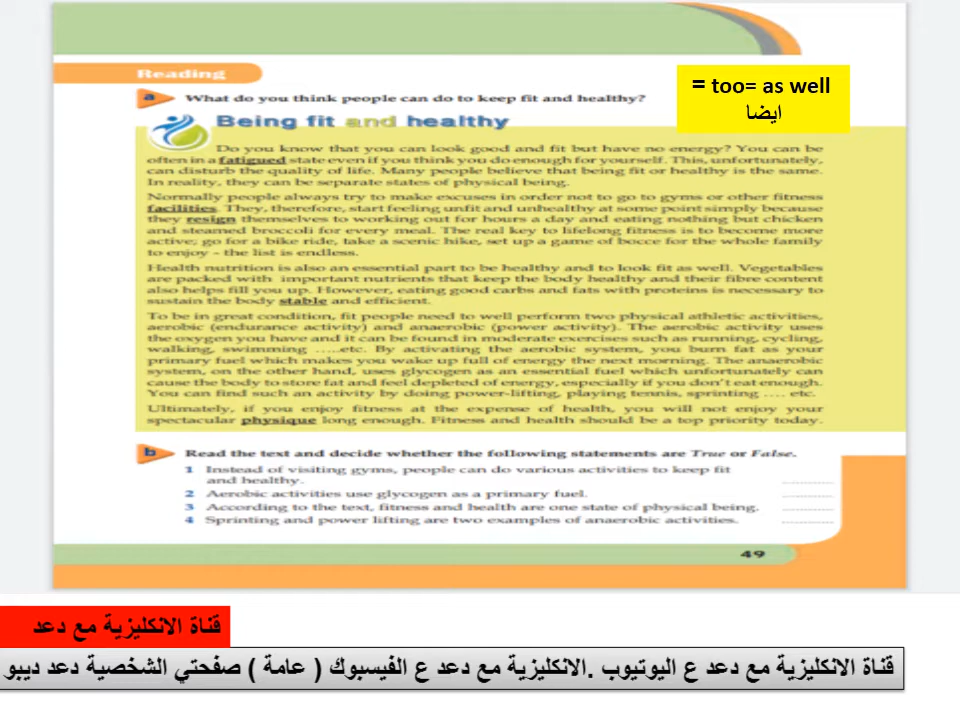 Reading
a What do you think people can do to keep fit and healthy?
= too= as well
ايضا
Being fit and healthy
Do you know that you can look good and fit but have no energy? You can be
often in a fatigued state even if you think you do enough for yourself. This, unfortunately,
can disturb the quality of life. Many people believe that being fit or healthy is the same.
In reality, they can be separate states of physical being.
Normally people always try to make excuses in order not to go to gyms or other fitness
facilities. They, therefore, start feeling unfit and unhealthy at some point simply because
they resign themselves to working out for hours a day and eating nothing but chicken
and steamed broccoli for every meal. The real key to lifelong fitness is to become more
active; go for a bike ride, take a scenic hike, set up a game of bocce for the whole family
to enjoy - the list is endless.
Health nutrition is also an essential part to be healthy and to look fit as well. Vegetables
are packed with important nutrients that keep the body healthy and their fibre content
also helps fill you up. However, eating good carbs and fats with proteins is necessary to
sustain the body stable and efficient.
To be in great condition, fit people need to well perform two physical athletic activities,
aerobic (endurance activity) and anaerobic (power activity). The aerobic activity uses
the oxygen you have and it can be found in moderate exercises such as running, cycling,
walking, swimming .....etc. By activating the aerobic system, you burn fat as your
primary fuel which makes you wake up full of energy the next morning. The anaerobic
system, on the other hand, uses glycogen as an essential fuel which unfortunately can
cause the body to store fat and feel depleted of energy, especially if you don't eat enough.
You can find such an activity by doing power-lifting, playing tennis, sprinting .... etc.
Ultimately, if you enjoy fitness at the expense of health, you will not enjoy your
spectacular physique long enough. Fitness and health should be a top priority today.
b Read the text and decide whether the following statements are True or False.
1 Instead of visiting gyms, people can do various activities to keep fit
and healthy. ............
2 Aerobic activities use glycogen as a primary fuel. ............
3 According to the text, fitness and health are one state of physical being. ............
4 Sprinting and power lifting are two examples of anaerobic activities. ............
49
قناة الانكليزية مع دعد
قناة الانكليزية مع دعد ع اليوتيوب .الانكليزية مع دعد ع الفيسبوك ( عامة ) صفحتي الشخصية دعد ديبو